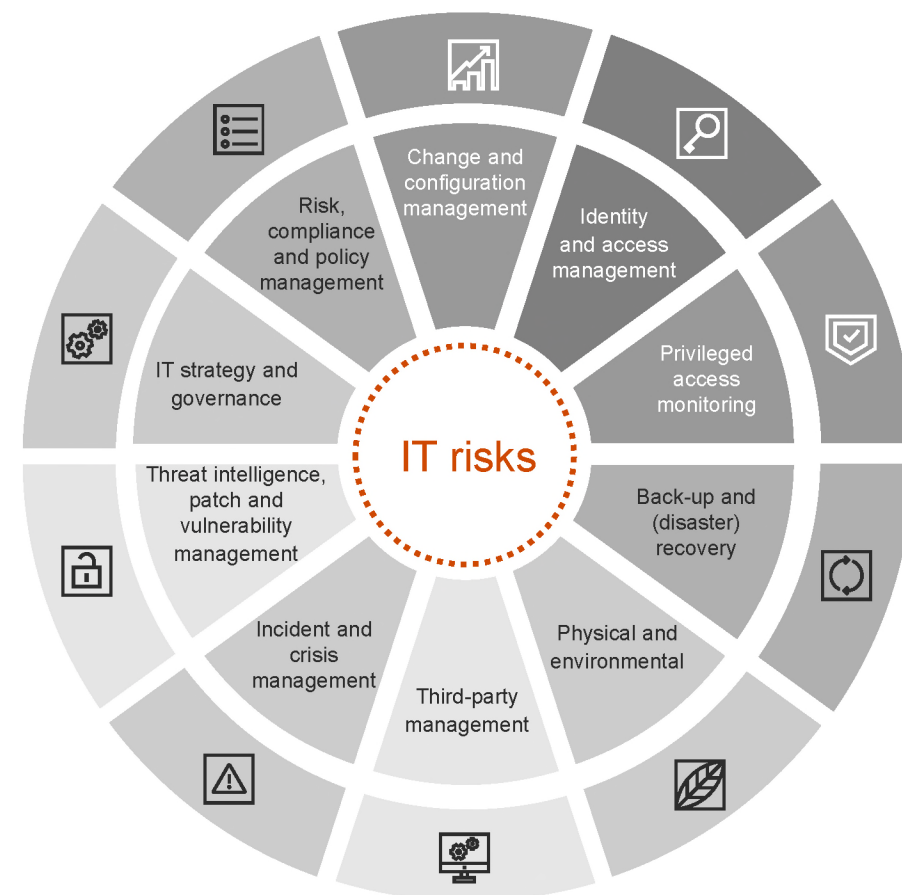 Change and
configuration
management
Identity
and access
management
Privileged
access
monitoring
Back-up and
(disaster)
recovery
Physical and
environmental
Third-party
management
Incident and
crisis
management
Threat intelligence,
patch and
vulnerability
management
IT strategy and
governance
Risk,
compliance
and policy
management
IT risks